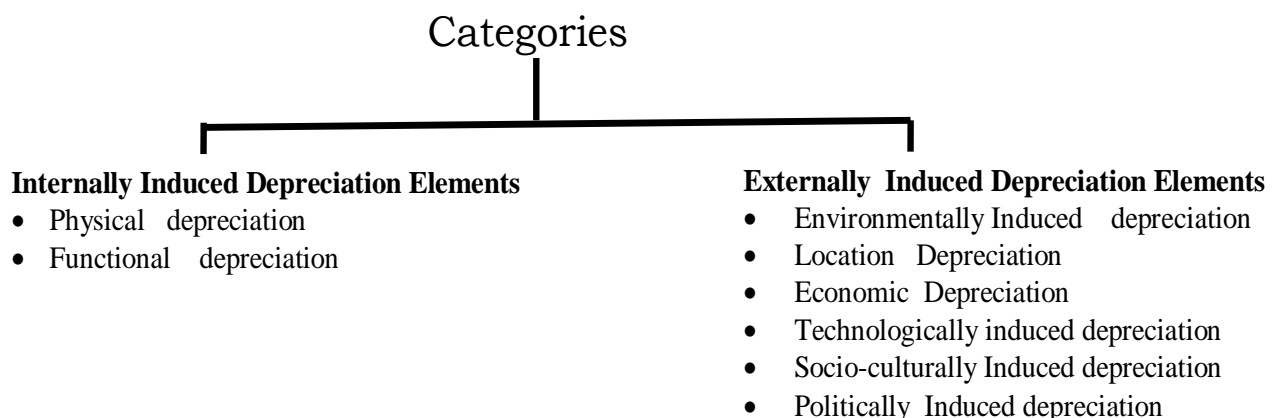 Categories
Internally Induced Depreciation Elements
• Physical depreciation
• Functional depreciation
Externally Induced Depreciation Elements
• Environmentally Induced depreciation
• Location Depreciation
• Economic Depreciation
• Technologically induced depreciation
• Socio-culturally Induced depreciation
• Politically Induced depreciation